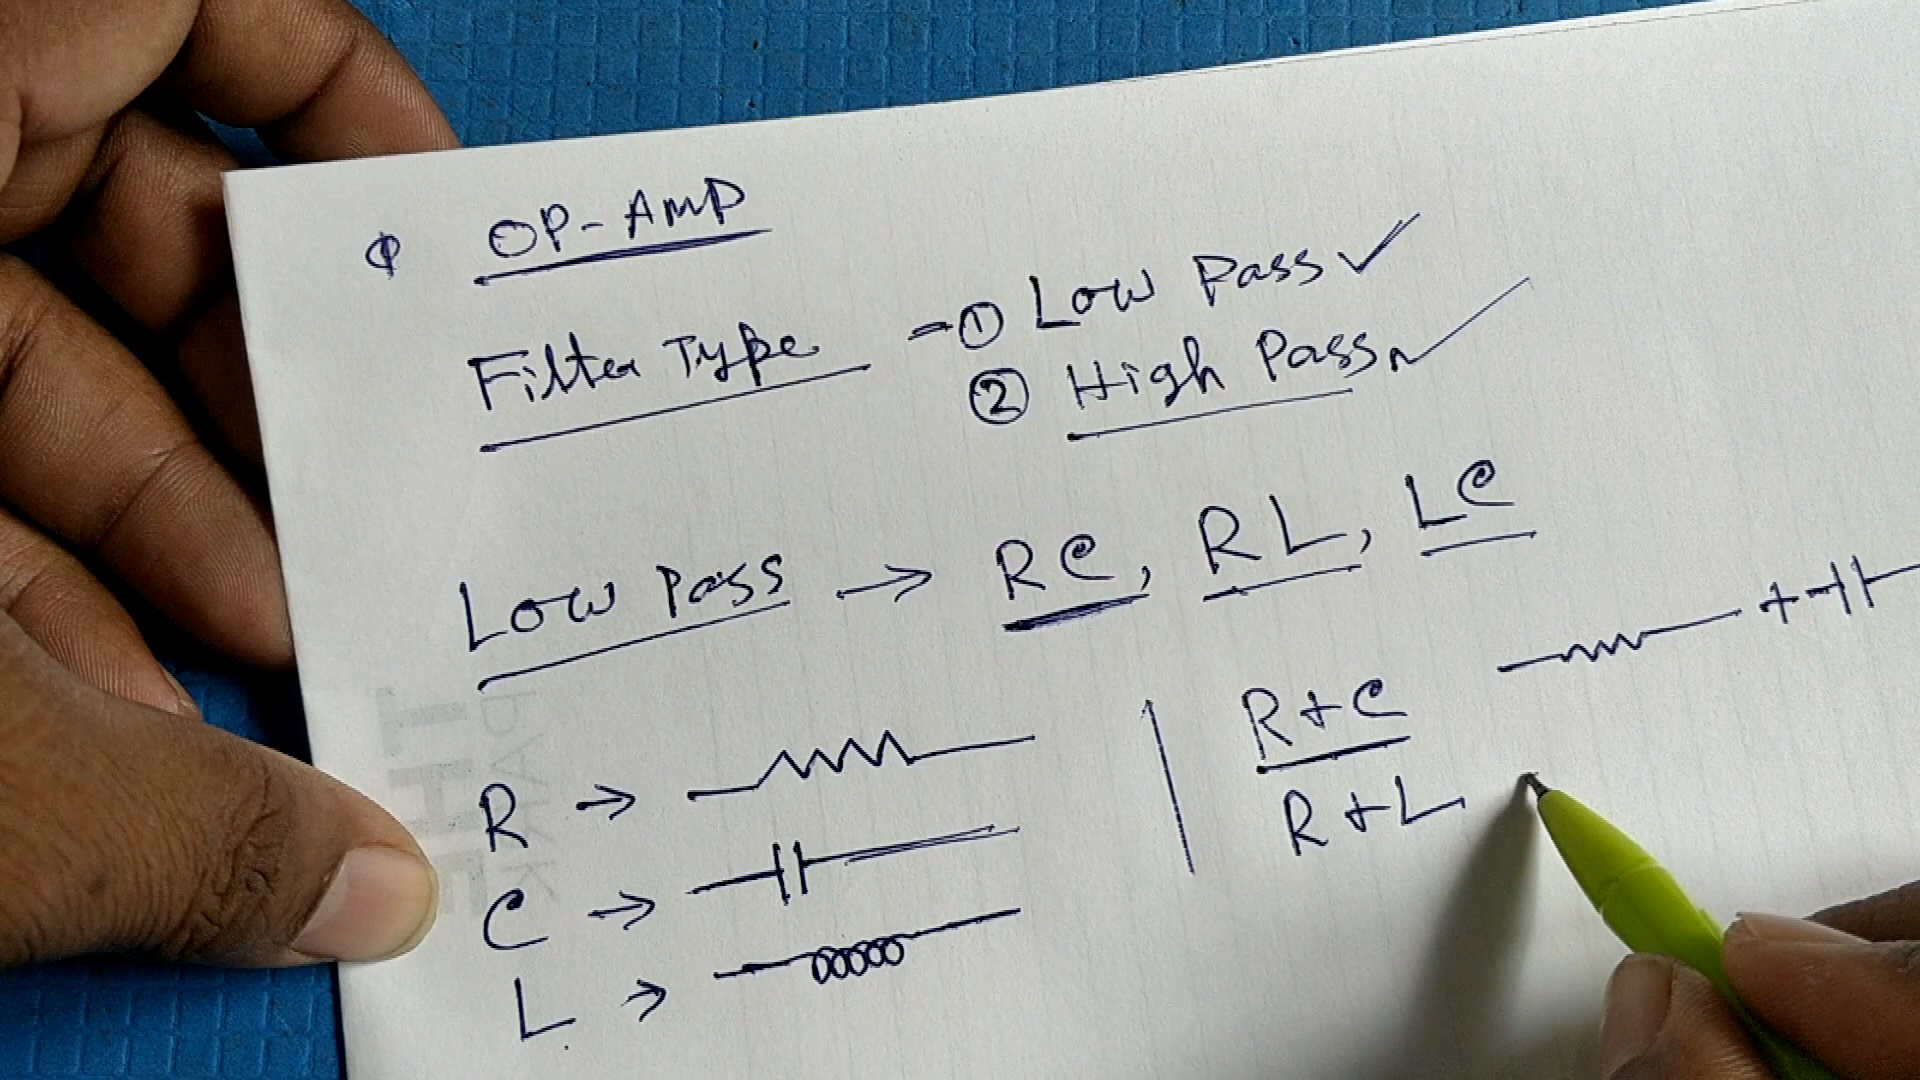 OP-AMP
Filter Type - ① Low Pass ✓
② High Pass ✓
Low Pass → RC, RL, LC
R →
C →
L →
R+C
+
R+L